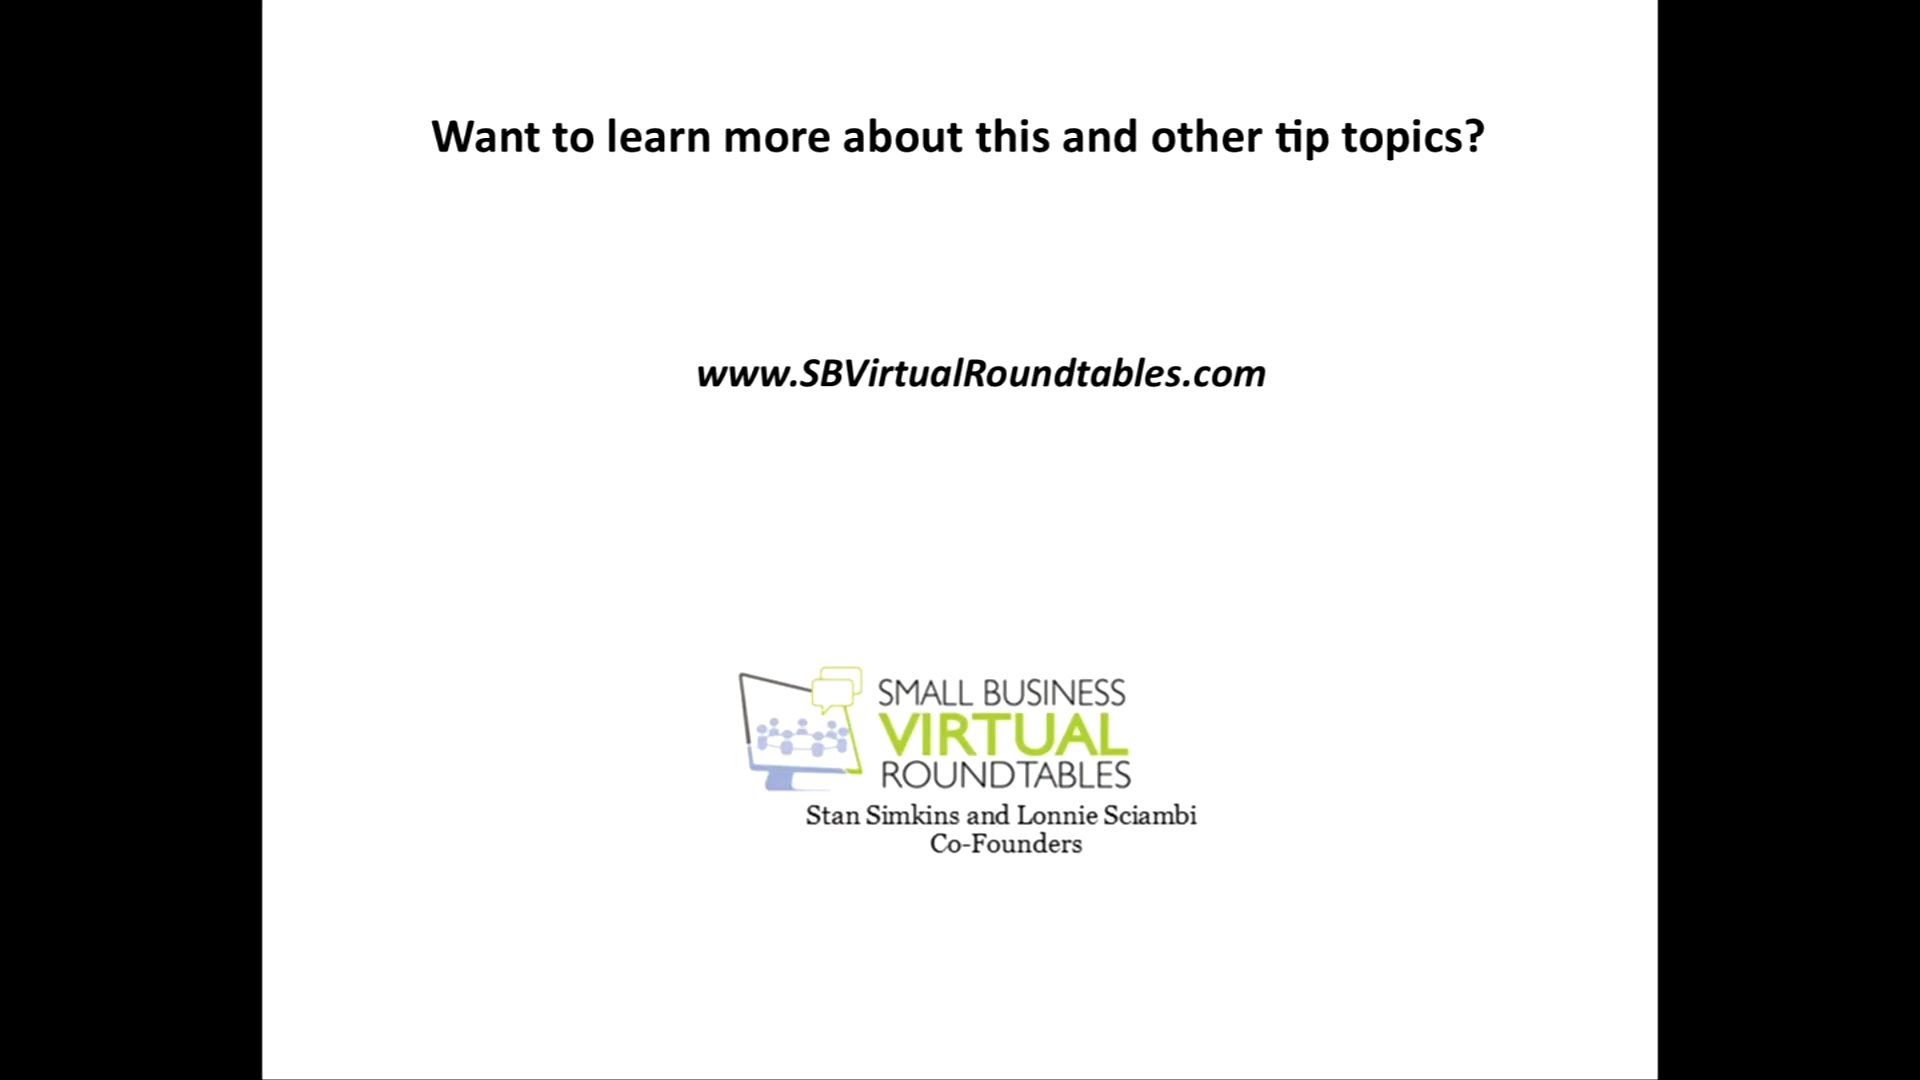 Want to learn more about this and other tip topics?
www.SBVirtualRoundtables.com
SMALL BUSINESS
VIRTUAL
ROUNDTABLES
Stan Simkins and Lonnie Sciambi
Co-Founders